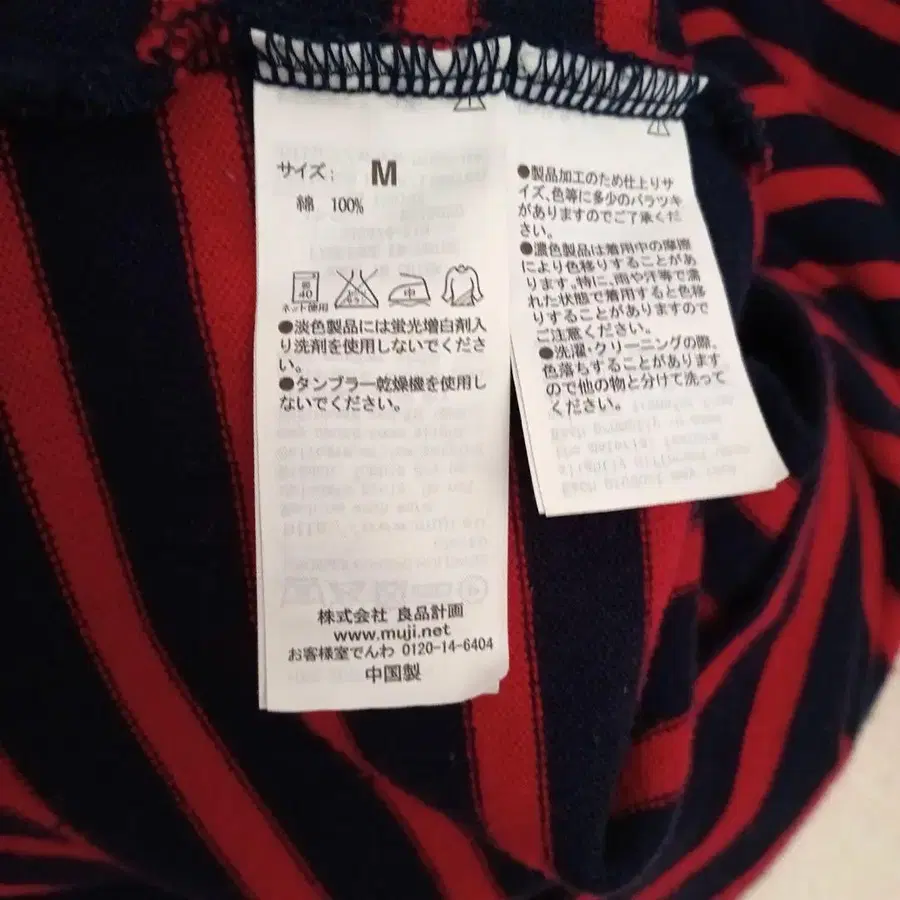 サイズ： M
綿 100%
弱
40
ネット使用
中
●淡色製品には蛍光増白剤入
り洗剤を使用しないでくださ
い。
●タンブラー乾燥機を使用し
ないでください。
株式会社 良品計画
www.muji.net
お客様室でんわ 0120-14-6404
中国製
●製品加工のため仕上りサ
イズ、色等に多少のバラツキ
がありますのでご了承くだ
さい。
●濃色製品は着用中の摩擦
により色移りすることがあ
ります。特に、雨や汗等で濡
れた状態で着用すると色移
りすることがありますので
ご注意ください。
●洗濯・クリーニングの際、
色落ちすることがあります
ので他の物と分けて洗って
ください。